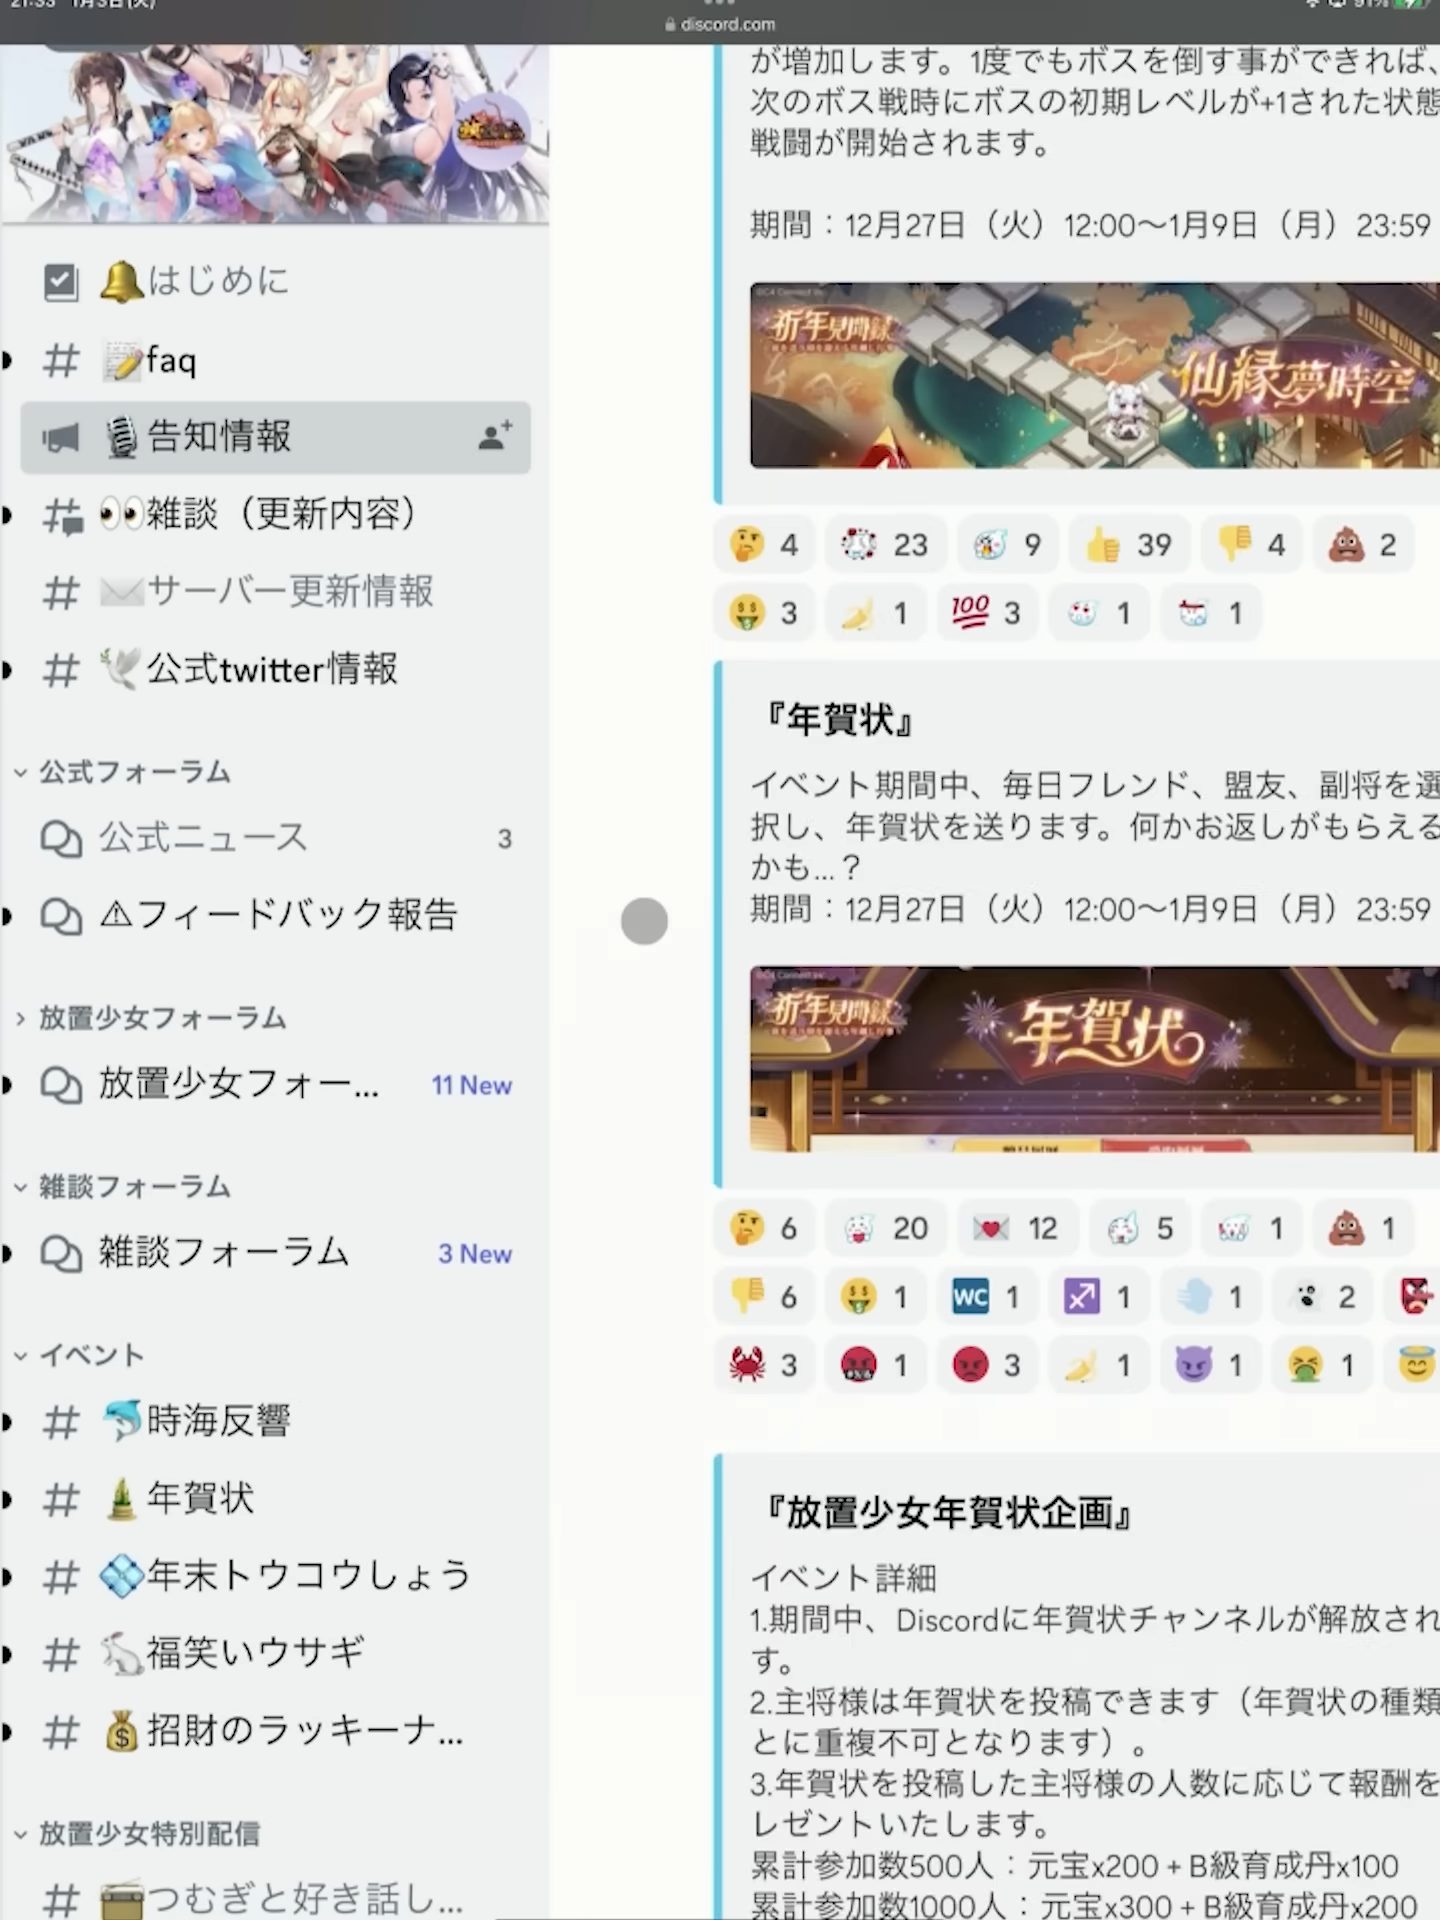 21:33 1月3日(火)
91%
discord.com
🔔はじめに
📝faq
🎙告知情報
👀雑談（更新内容）
✉サーバー更新情報
🕊公式twitter情報
公式フォーラム
公式ニュース 3
⚠フィードバック報告
放置少女フォーラム
放置少女フォー... 11 New
雑談フォーラム
雑談フォーラム 3 New
イベント
🐬時海反響
🎍年賀状
💠年末トウコウしょう
🐇福笑いウサギ
💰招財のラッキーナ...
放置少女特別配信
📻つむぎと好き話し...
が増加します。1度でもボスを倒す事ができれば、
次のボス戦時にボスの初期レベルが+1された状態
戦闘が開始されます。
期間：12月27日（火）12:00〜1月9日（月）23:59
©C4 Connect Inc
祈年見聞録
仙縁夢時空
🤔 4 23 9 👍 39 👎 4 💩 2
🤑 3 🍌 1 💯 3 1 1
『年賀状』
イベント期間中、毎日フレンド、盟友、副将を選
択し、年賀状を送ります。何かお返しがもらえる
かも...？
期間：12月27日（火）12:00〜1月9日（月）23:59
©C4 Connect Inc
祈年見聞録
年賀状
🤔 6 20 💌 12 5 1 💩 1
👎 6 🤑 1 🚾 1 ♐ 1 💨 1 2
🦀 3 🤬 1 😡 3 🍌 1 😈 1 🤮 1
『放置少女年賀状企画』
イベント詳細
1.期間中、Discordに年賀状チャンネルが解放され
す。
2.主将様は年賀状を投稿できます（年賀状の種類
とに重複不可となります）。
3.年賀状を投稿した主将様の人数に応じて報酬を
レゼントいたします。
累計参加数500人：元宝x200 + B級育成丹x100
累計参加数1000人：元宝x300 + B級育成丹x200